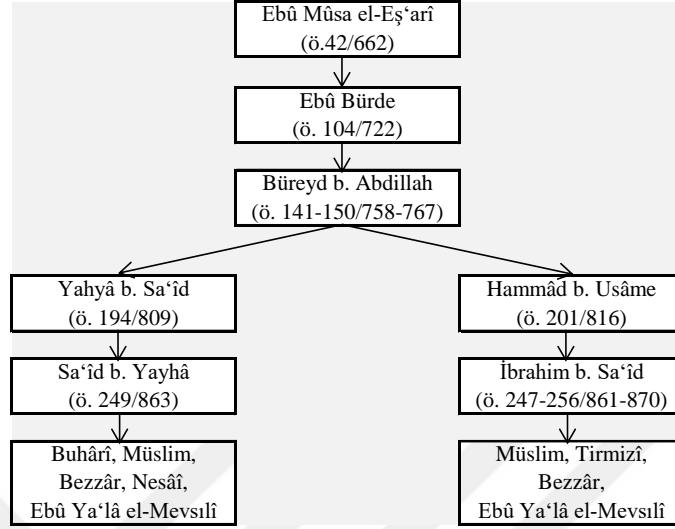 Ebû Mûsa el-Eş‘arî
(ö.42/662)
Ebû Bürde
(ö. 104/722)
Büreyd b. Abdillah
(ö. 141-150/758-767)
Yahyâ b. Sa‘îd
(ö. 194/809)
Hammâd b. Usâme
(ö. 201/816)
Sa‘îd b. Yayhâ
(ö. 249/863)
İbrahim b. Sa‘îd
(ö. 247-256/861-870)
Buhârî, Müslim,
Bezzâr, Nesâî,
Ebû Ya‘lâ el-Mevsılî
Müslim, Tirmizî,
Bezzâr,
Ebû Ya‘lâ el-Mevsılî